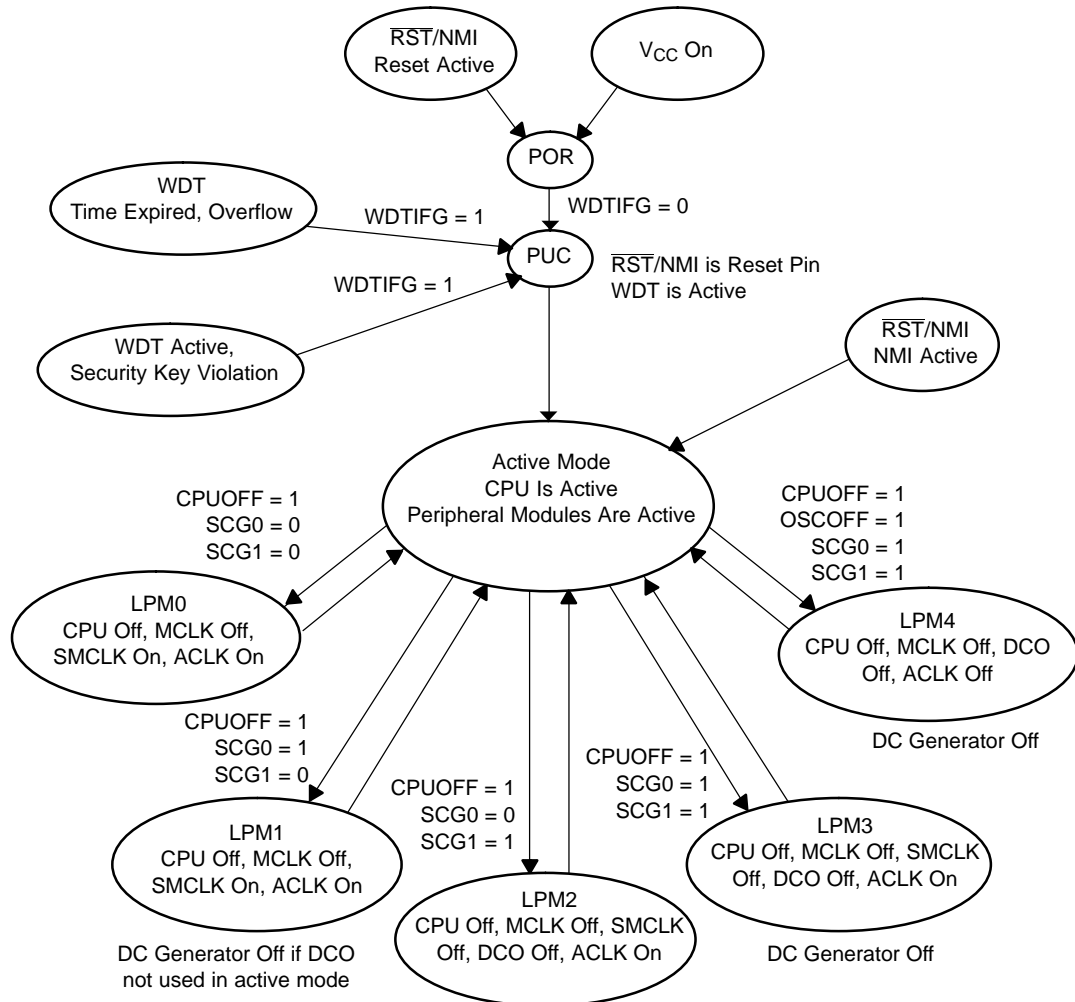 RST/NMI
Reset Active
VCC On
POR
WDT
Time Expired, Overflow
WDTIFG = 1
WDTIFG = 0
PUC
RST/NMI is Reset Pin
WDT is Active
WDTIFG = 1
WDT Active,
Security Key Violation
RST/NMI
NMI Active
Active Mode
CPU Is Active
Peripheral Modules Are Active
CPUOFF = 1
SCG0 = 0
SCG1 = 0
CPUOFF = 1
OSCOFF = 1
SCG0 = 1
SCG1 = 1
LPM0
CPU Off, MCLK Off,
SMCLK On, ACLK On
LPM4
CPU Off, MCLK Off, DCO
Off, ACLK Off
DC Generator Off
CPUOFF = 1
SCG0 = 1
SCG1 = 0
CPUOFF = 1
SCG0 = 0
SCG1 = 1
CPUOFF = 1
SCG0 = 1
SCG1 = 1
LPM1
CPU Off, MCLK Off,
SMCLK On, ACLK On
DC Generator Off if DCO
not used in active mode
LPM2
CPU Off, MCLK Off, SMCLK
Off, DCO Off, ACLK On
LPM3
CPU Off, MCLK Off, SMCLK
Off, DCO Off, ACLK On
DC Generator Off